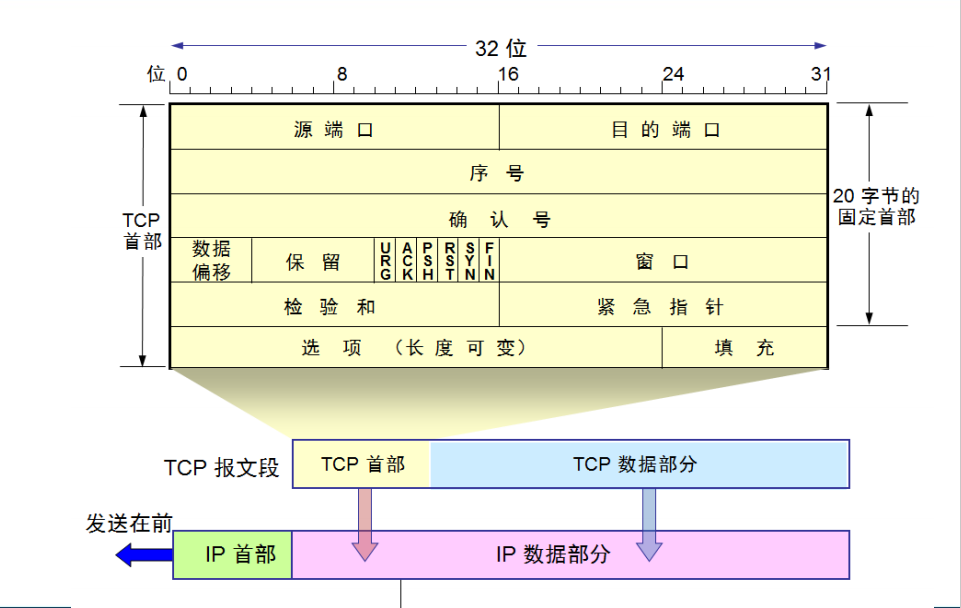 32 位
位 0 8 16 24 31
源 端 口 目 的 端 口
序 号
TCP
首部
20 字节的
固定首部
确 认 号
数据
偏移
保 留
URG ACK PSH RST SYN FIN
窗 口
检 验 和 紧 急 指 针
选 项 （长 度 可 变） 填 充
TCP 报文段 TCP 首部 TCP 数据部分
发送在前
IP 首部 IP 数据部分